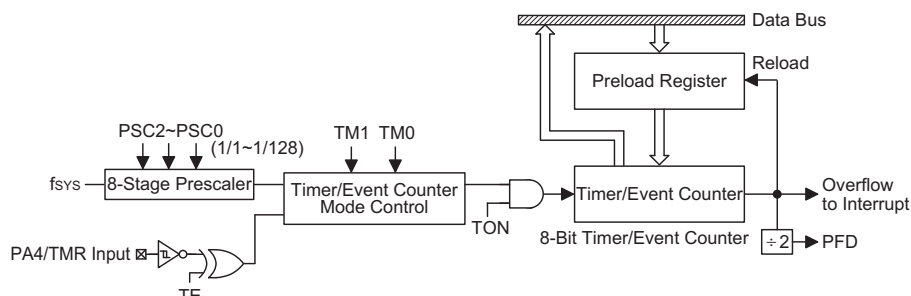 Data Bus
Preload Register
Reload
PSC2~PSC0
(1/1~1/128)
TM1 TM0
fSYS
8-Stage Prescaler
Timer/Event Counter
Mode Control
TON
Timer/Event Counter
8-Bit Timer/Event Counter
Overflow
to Interrupt
÷2
PFD
PA4/TMR Input
TE